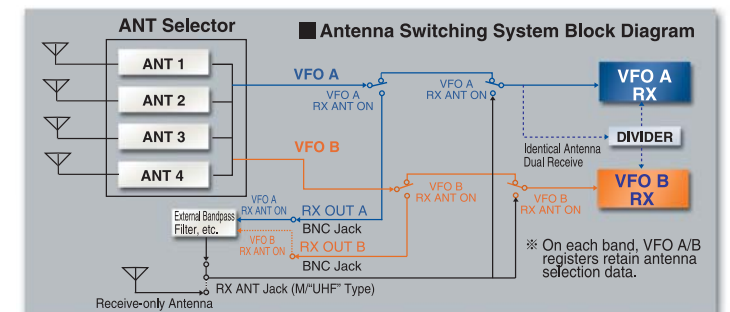 ANT Selector
■ Antenna Switching System Block Diagram
ANT 1
ANT 2
ANT 3
ANT 4
VFO A
VFO A
RX ANT ON
VFO A
RX ANT ON
VFO A
RX
DIVIDER
Identical Antenna
Dual Receive
VFO B
VFO B
RX ANT ON
VFO B
RX ANT ON
VFO B
RX
External Bandpass
Filter, etc.
VFO A
RX ANT ON
RX OUT A
BNC Jack
VFO B
RX ANT ON
RX OUT B
BNC Jack
※ On each band, VFO A/B
registers retain antenna
selection data.
RX ANT Jack (M/“UHF” Type)
Receive-only Antenna